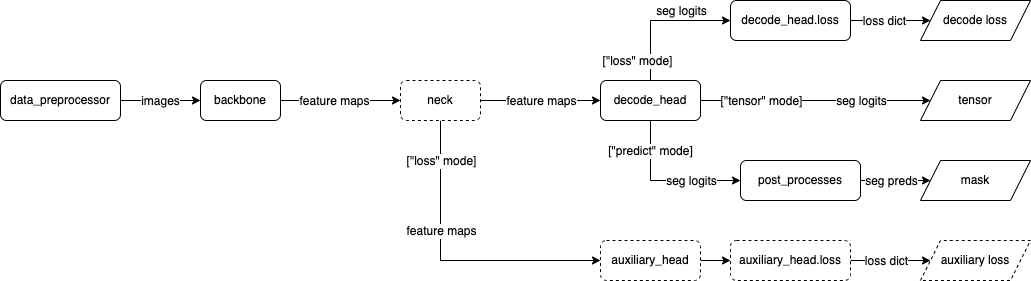 seg logits
decode_head.loss
loss dict
decode loss
["loss" mode]
data_preprocessor
images
backbone
feature maps
neck
feature maps
decode_head
["tensor" mode]
seg logits
tensor
["loss" mode]
["predict" mode]
seg logits
post_processes
seg preds
mask
feature maps
auxiliary_head
auxiliary_head.loss
loss dict
auxiliary loss